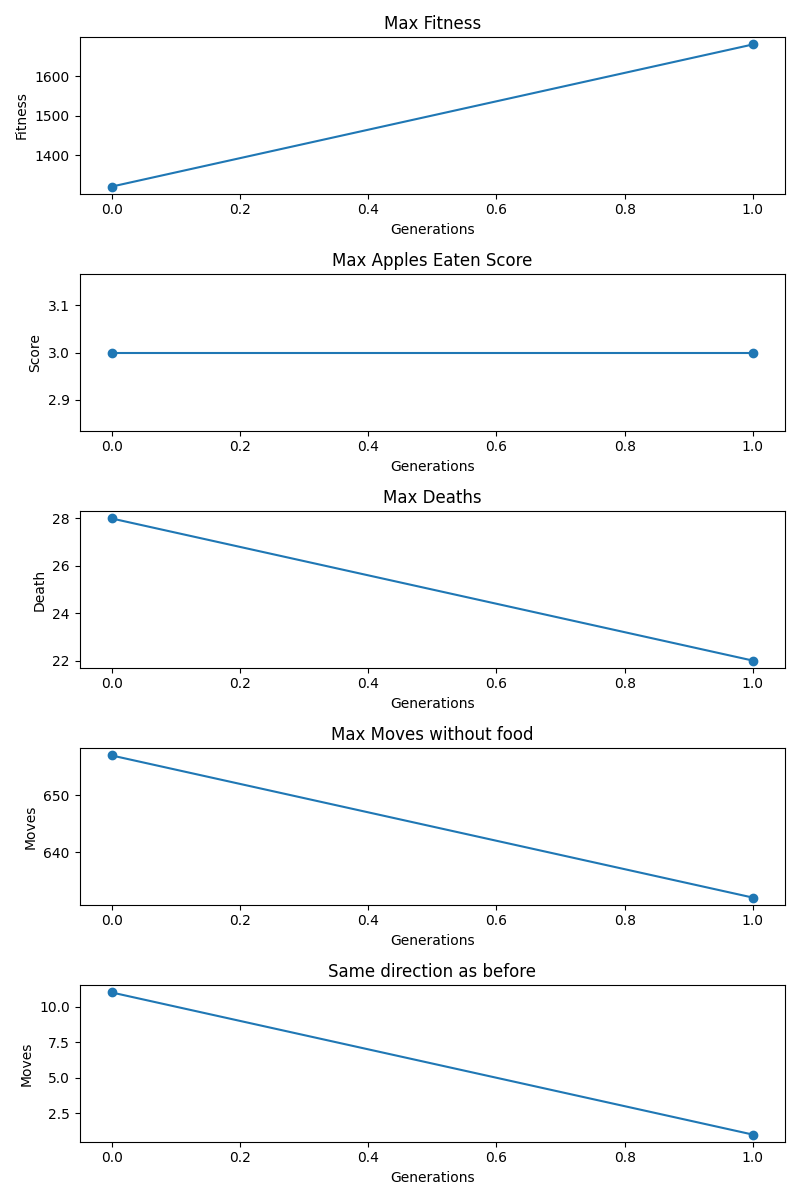 Max Fitness
1600
1500
1400
Fitness
0.0 0.2 0.4 0.6 0.8 1.0
Generations
Max Apples Eaten Score
3.1
3.0
2.9
Score
0.0 0.2 0.4 0.6 0.8 1.0
Generations
Max Deaths
28
26
24
22
Death
0.0 0.2 0.4 0.6 0.8 1.0
Generations
Max Moves without food
650
640
Moves
0.0 0.2 0.4 0.6 0.8 1.0
Generations
Same direction as before
10.0
7.5
5.0
2.5
Moves
0.0 0.2 0.4 0.6 0.8 1.0
Generations